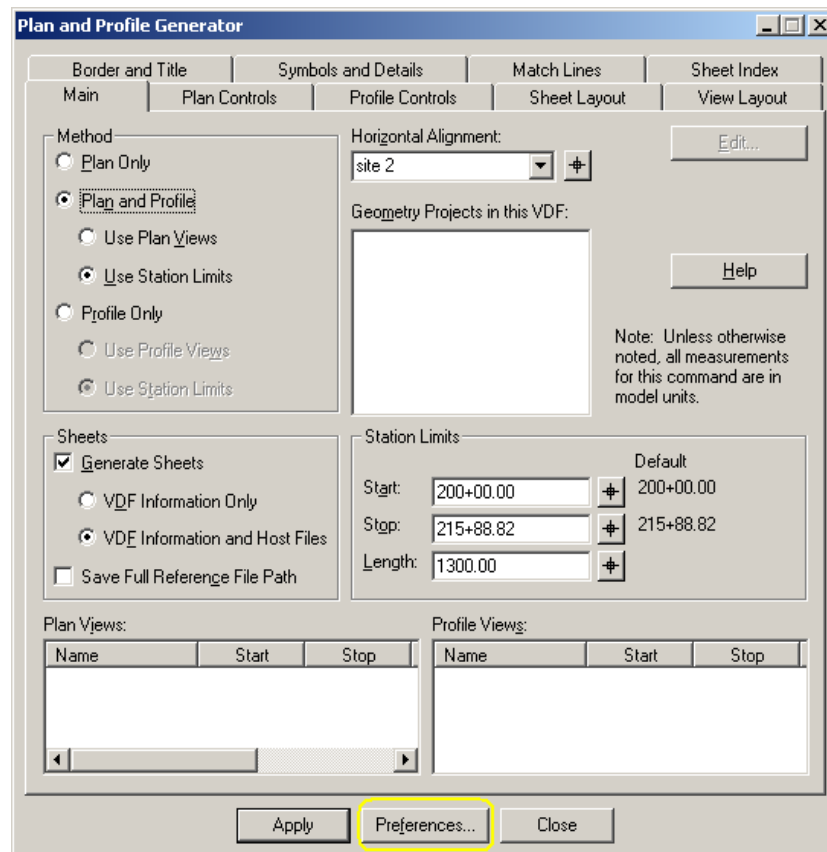 Plan and Profile Generator
Border and Title Symbols and Details Match Lines Sheet Index
Main Plan Controls Profile Controls Sheet Layout View Layout
Method
Plan Only
Plan and Profile
Use Plan Views
Use Station Limits
Profile Only
Use Profile Views
Use Station Limits
Horizontal Alignment:
site 2
Edit...
Geometry Projects in this VDF:
Help
Note: Unless otherwise
noted, all measurements
for this command are in
model units.
Sheets
Generate Sheets
VDF Information Only
VDF Information and Host Files
Save Full Reference File Path
Station Limits
Default
Start: 200+00.00 200+00.00
Stop: 215+88.82 215+88.82
Length: 1300.00
Plan Views:
Name Start Stop
Profile Views:
Name Start Stop
Apply Preferences... Close